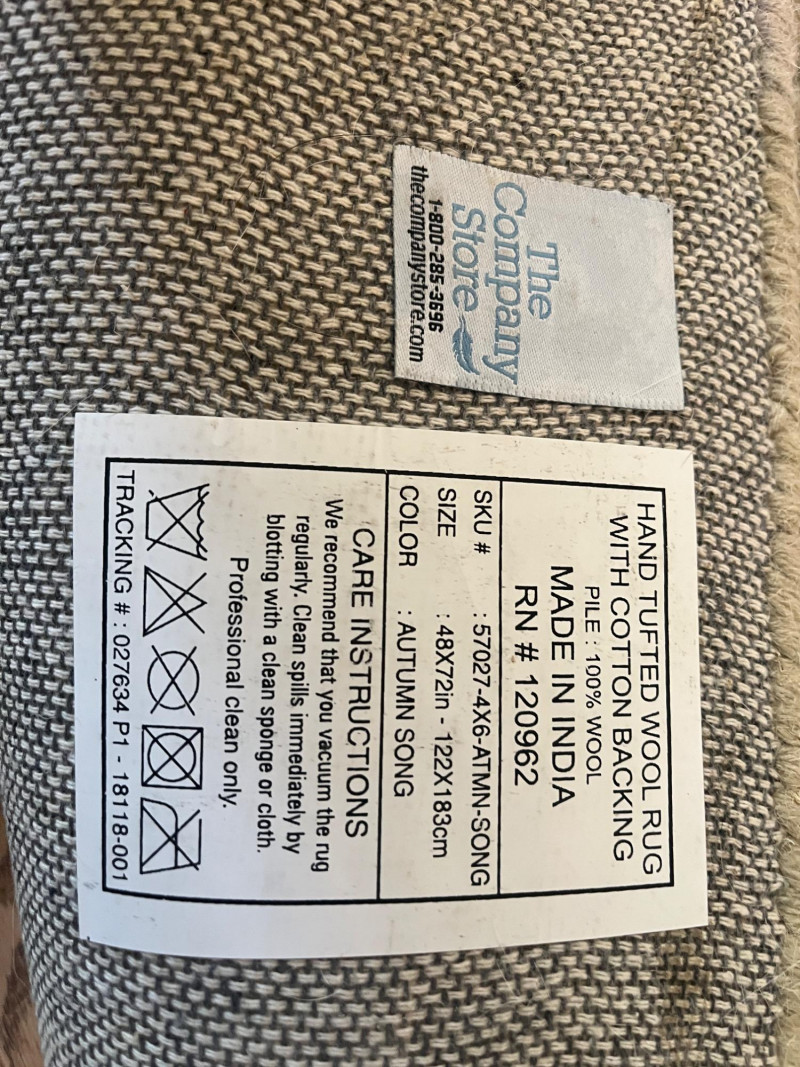 The
Company
Store
1-800-285-3696
thecompanystore.com
HAND TUFTED WOOL RUG
WITH COTTON BACKING
PILE : 100% WOOL
MADE IN INDIA
RN # 120962
SKU # : 57027-4X6-ATMN-SONG
SIZE : 48X72in - 122X183cm
COLOR : AUTUMN SONG
CARE INSTRUCTIONS
We recommend that you vacuum the rug
regularly. Clean spills immediately by
blotting with a clean sponge or cloth.
Professional clean only.
TRACKING # : 027634 P1 - 18118-001